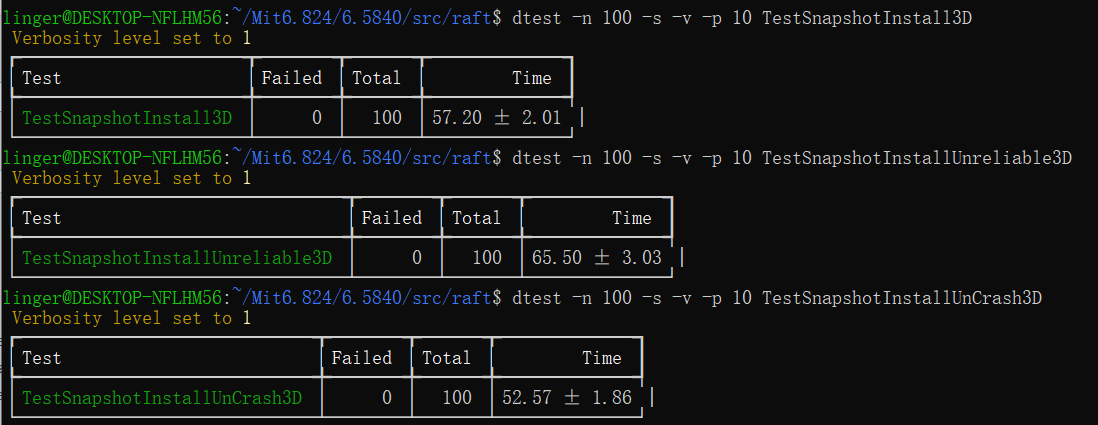 linger@DESKTOP-NFLHM56:~/Mit6.824/6.5840/src/raft$ dtest -n 100 -s -v -p 10 TestSnapshotInstall3D
Verbosity level set to 1
Test Failed Total Time
TestSnapshotInstall3D 0 100 57.20 ± 2.01
linger@DESKTOP-NFLHM56:~/Mit6.824/6.5840/src/raft$ dtest -n 100 -s -v -p 10 TestSnapshotInstallUnreliable3D
Verbosity level set to 1
Test Failed Total Time
TestSnapshotInstallUnreliable3D 0 100 65.50 ± 3.03
linger@DESKTOP-NFLHM56:~/Mit6.824/6.5840/src/raft$ dtest -n 100 -s -v -p 10 TestSnapshotInstallUnCrash3D
Verbosity level set to 1
Test Failed Total Time
TestSnapshotInstallUnCrash3D 0 100 52.57 ± 1.86